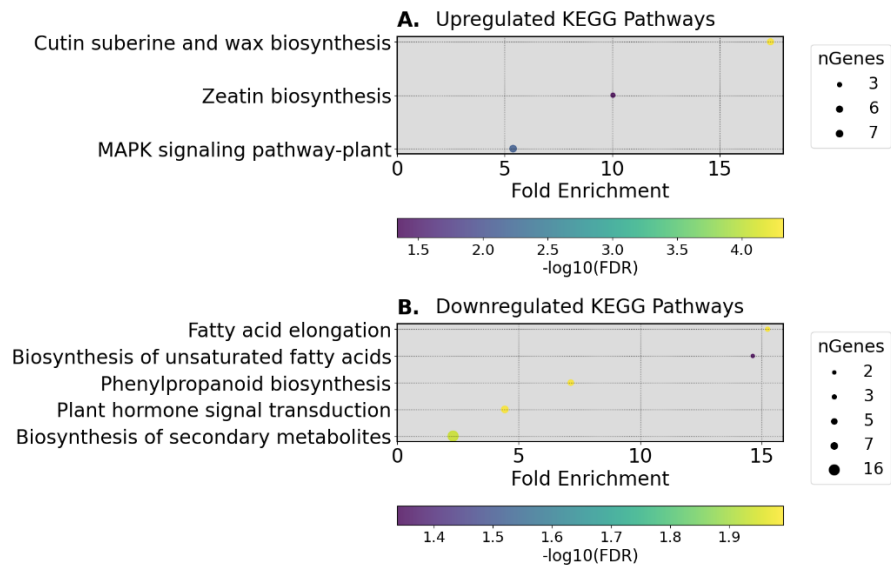 A. Upregulated KEGG Pathways
Cutin suberine and wax biosynthesis
Zeatin biosynthesis
MAPK signaling pathway-plant
0 5 10 15
Fold Enrichment
nGenes
3
6
7
1.5 2.0 2.5 3.0 3.5 4.0
-log10(FDR)
B. Downregulated KEGG Pathways
Fatty acid elongation
Biosynthesis of unsaturated fatty acids
Phenylpropanoid biosynthesis
Plant hormone signal transduction
Biosynthesis of secondary metabolites
0 5 10 15
Fold Enrichment
nGenes
2
3
5
7
16
1.4 1.5 1.6 1.7 1.8 1.9
-log10(FDR)